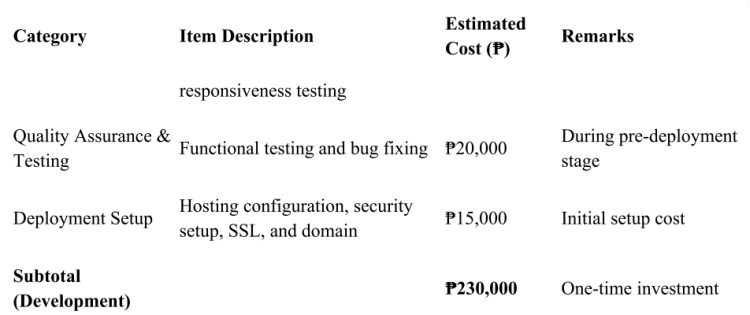 Category Item Description Estimated Cost (₱) Remarks
responsiveness testing
Quality Assurance & Testing Functional testing and bug fixing ₱20,000 During pre-deployment stage
Deployment Setup Hosting configuration, security setup, SSL, and domain ₱15,000 Initial setup cost
Subtotal (Development) ₱230,000 One-time investment